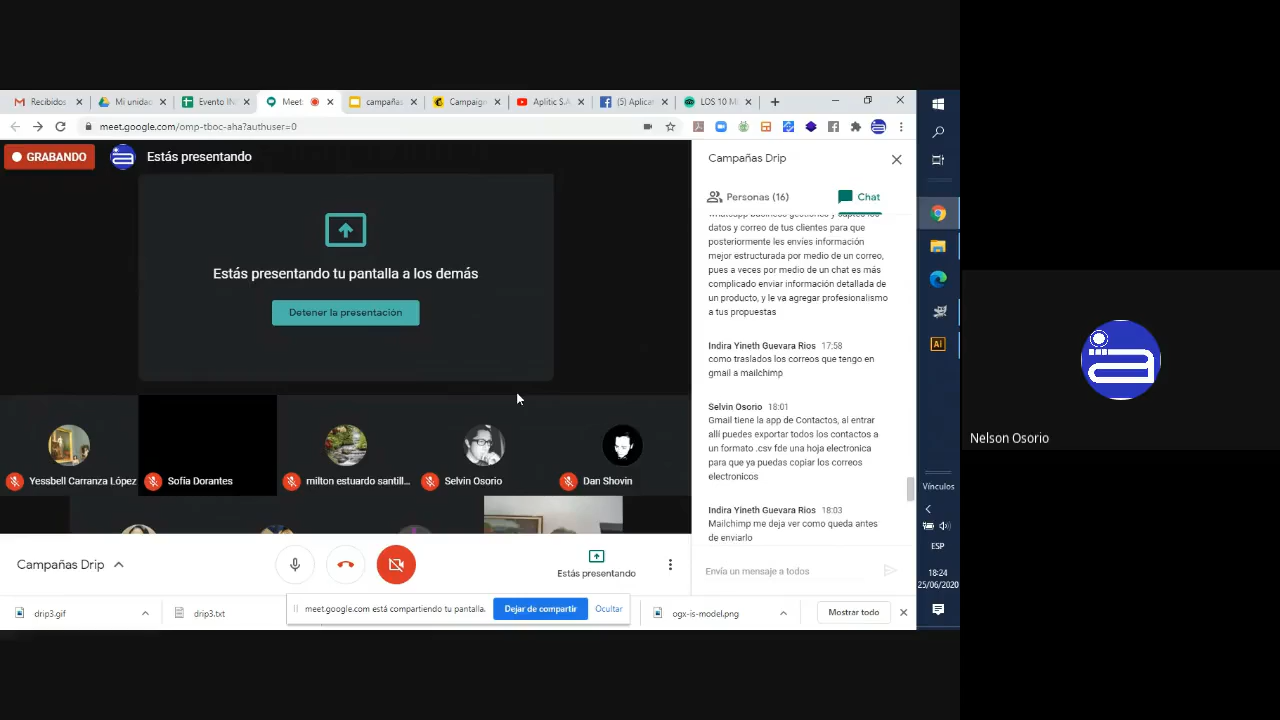 Recibidos
Mi unidad
Evento IN
Meet
campañas
Campaign
Aplitic S.A
(5) Aplicat
LOS 10 M
meet.google.com/omp-tboc-aha?authuser=0
GRABANDO
Estás presentando
Estás presentando tu pantalla a los demás
Detener la presentación
Yessbell Carranza López
Sofia Dorantes
milton estuardo santill...
Selvin Osorio
Dan Shovin
Campañas Drip
Estás presentando
Campañas Drip
Personas (16)
Chat
datos y correo de tus clientes para que
posteriormente les envíes información
mejor estructurada por medio de un correo,
pues a veces por medio de un chat es más
complicado enviar información detallada de
un producto, y le va agregar profesionalismo
a tus propuestas
Indira Yineth Guevara Rios 17:58
como traslados los correos que tengo en
gmail a mailchimp
Selvin Osorio 18:01
Gmail tiene la app de Contactos, al entrar
allí puedes exportar todos los contactos a
un formato .csv fde una hoja electronica
para que ya puedas copiar los correos
electronicos
Indira Yineth Guevara Rios 18:03
Mailchimp me deja ver como queda antes
de enviarlo
Envía un mensaje a todos
drip3.gif
drip3.txt
meet.google.com está compartiendo tu pantalla.
Dejar de compartir
Ocultar
ogx-is-model.png
Mostrar todo
Ai
Vínculos
ESP
18:24
25/06/2020
Nelson Osorio